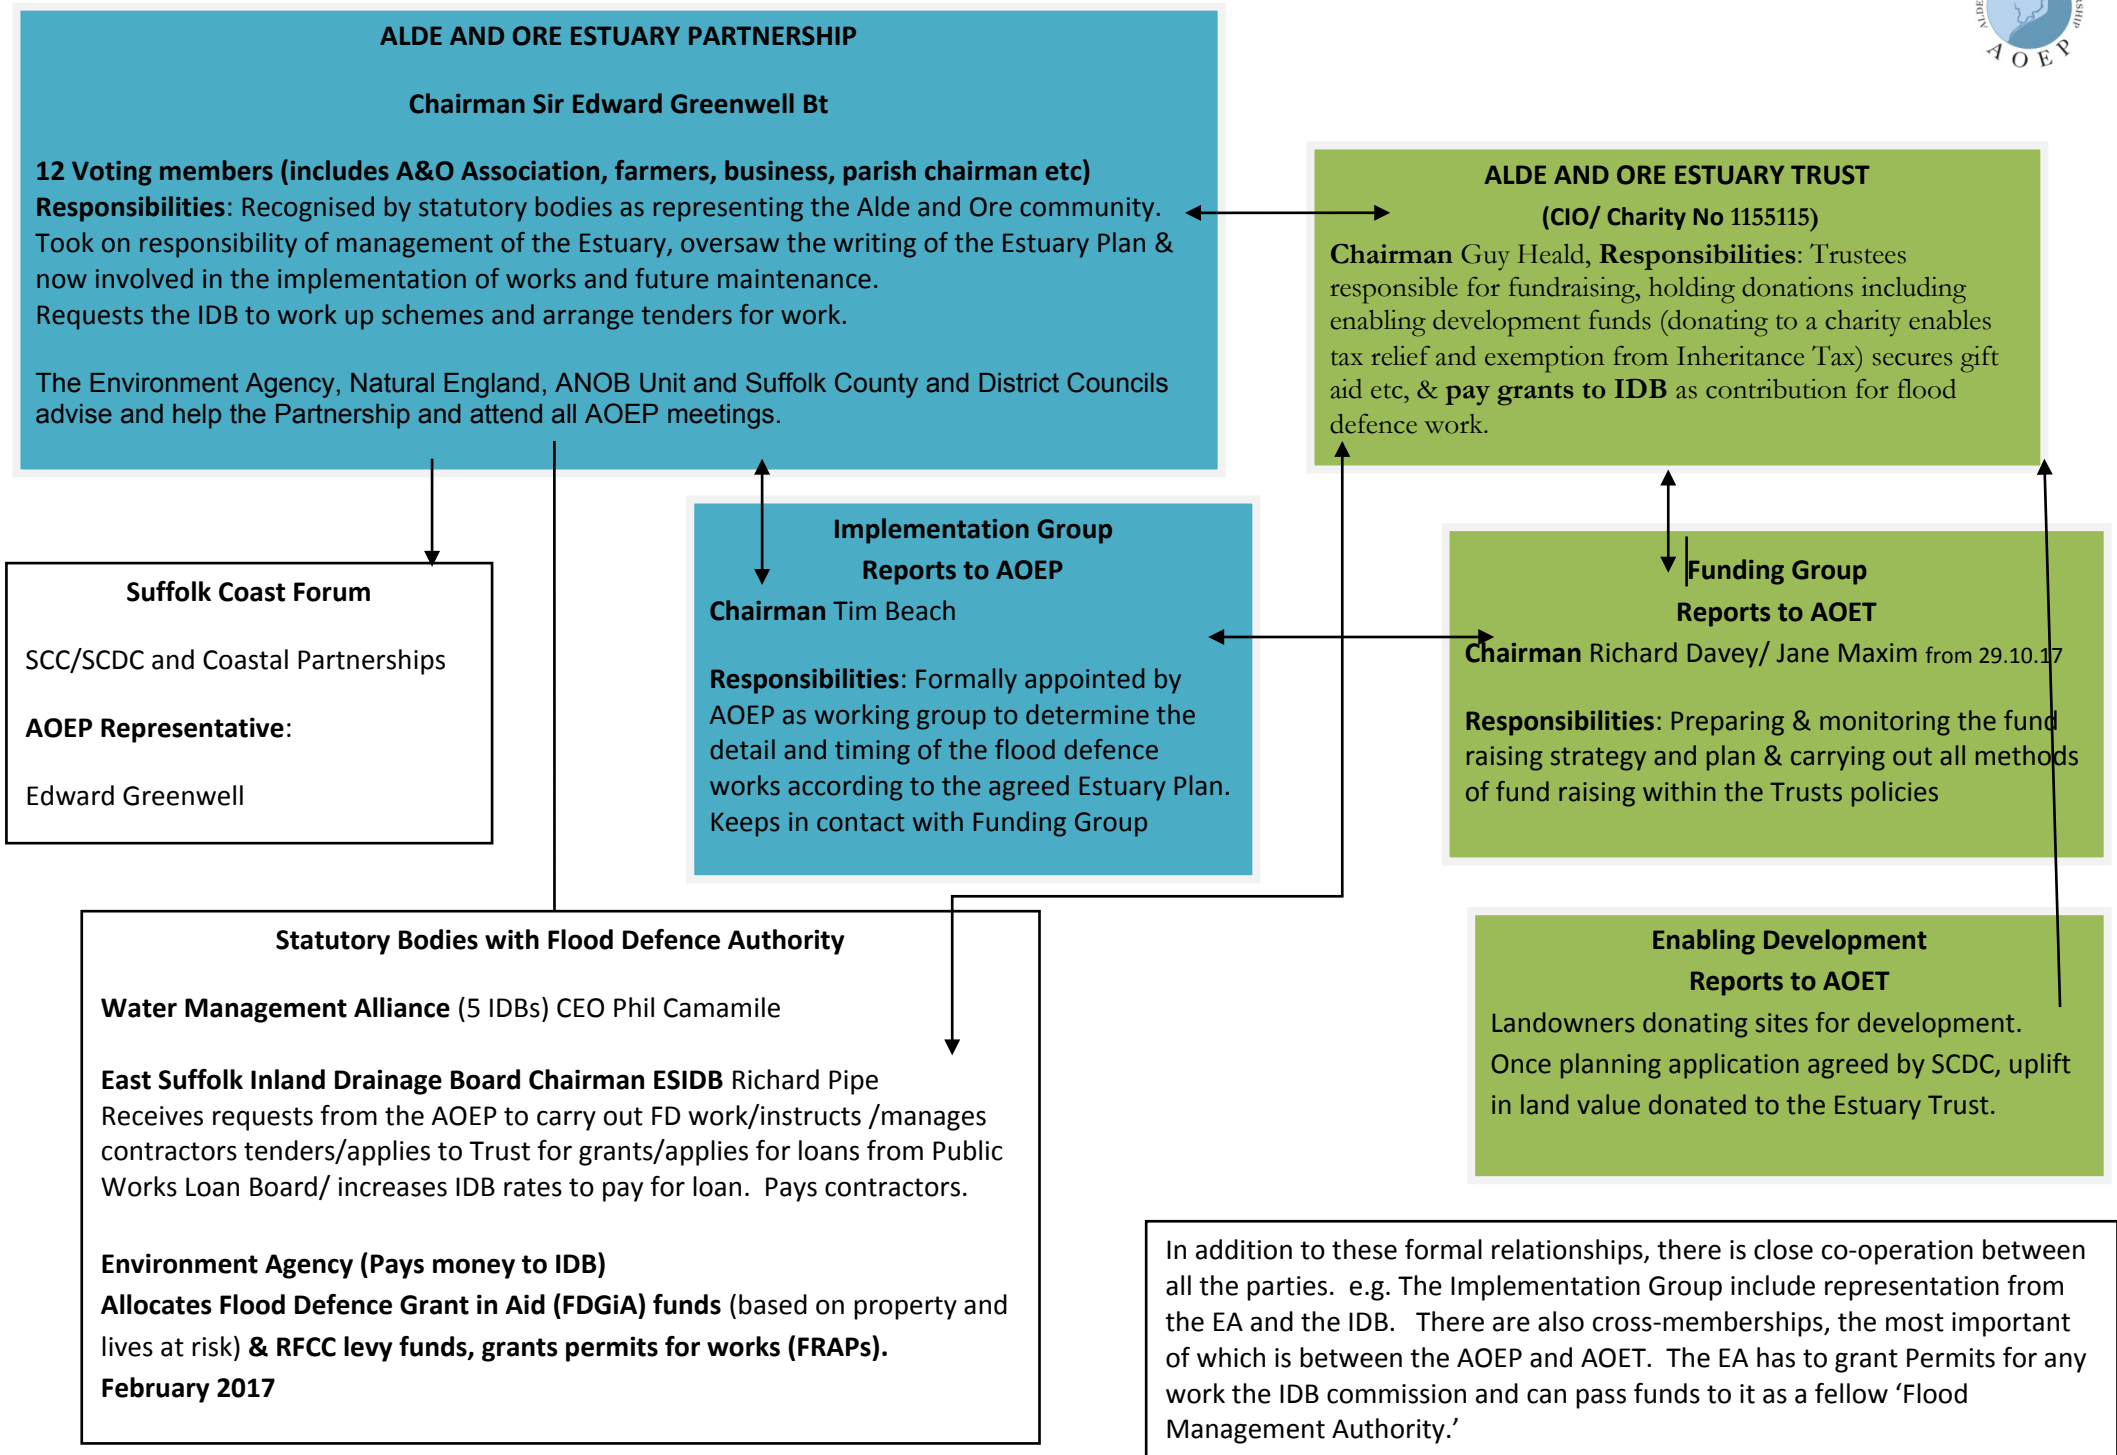 ALDE AND ORE ESTUARY PARTNERSHIP
Chairman Sir Edward Greenwell Bt
12 Voting members (includes A&O Association, farmers, business, parish chairman etc)
Responsibilities: Recognised by statutory bodies as representing the Alde and Ore community.
Took on responsibility of management of the Estuary, oversaw the writing of the Estuary Plan &
now involved in the implementation of works and future maintenance.
Requests the IDB to work up schemes and arrange tenders for work.
The Environment Agency, Natural England, ANOB Unit and Suffolk County and District Councils
advise and help the Partnership and attend all AOEP meetings.
AOEP
ALDE AND ORE ESTUARY TRUST
(CIO/ Charity No 1155115)
Chairman Guy Heald, Responsibilities: Trustees
responsible for fundraising, holding donations including
enabling development funds (donating to a charity enables
tax relief and exemption from Inheritance Tax) secures gift
aid etc, & pay grants to IDB as contribution for flood
defence work.
Suffolk Coast Forum
SCC/SCDC and Coastal Partnerships
AOEP Representative:
Edward Greenwell
Implementation Group
Reports to AOEP
Chairman Tim Beach
Responsibilities: Formally appointed by
AOEP as working group to determine the
detail and timing of the flood defence
works according to the agreed Estuary Plan.
Keeps in contact with Funding Group
Funding Group
Reports to AOET
Chairman Richard Davey/ Jane Maxim from 29.10.17
Responsibilities: Preparing & monitoring the fund
raising strategy and plan & carrying out all methods
of fund raising within the Trusts policies
Statutory Bodies with Flood Defence Authority
Water Management Alliance (5 IDBs) CEO Phil Camamile
East Suffolk Inland Drainage Board Chairman ESIDB Richard Pipe
Receives requests from the AOEP to carry out FD work/instructs /manages
contractors tenders/applies to Trust for grants/applies for loans from Public
Works Loan Board/ increases IDB rates to pay for loan.  Pays contractors.
Environment Agency (Pays money to IDB)
Allocates Flood Defence Grant in Aid (FDGiA) funds (based on property and
lives at risk) & RFCC levy funds, grants permits for works (FRAPs).
February 2017
Enabling Development
Reports to AOET
Landowners donating sites for development.
Once planning application agreed by SCDC, uplift
in land value donated to the Estuary Trust.
In addition to these formal relationships, there is close co-operation between
all the parties.  e.g. The Implementation Group include representation from
the EA and the IDB.   There are also cross-memberships, the most important
of which is between the AOEP and AOET.  The EA has to grant Permits for any
work the IDB commission and can pass funds to it as a fellow ‘Flood
Management Authority.’